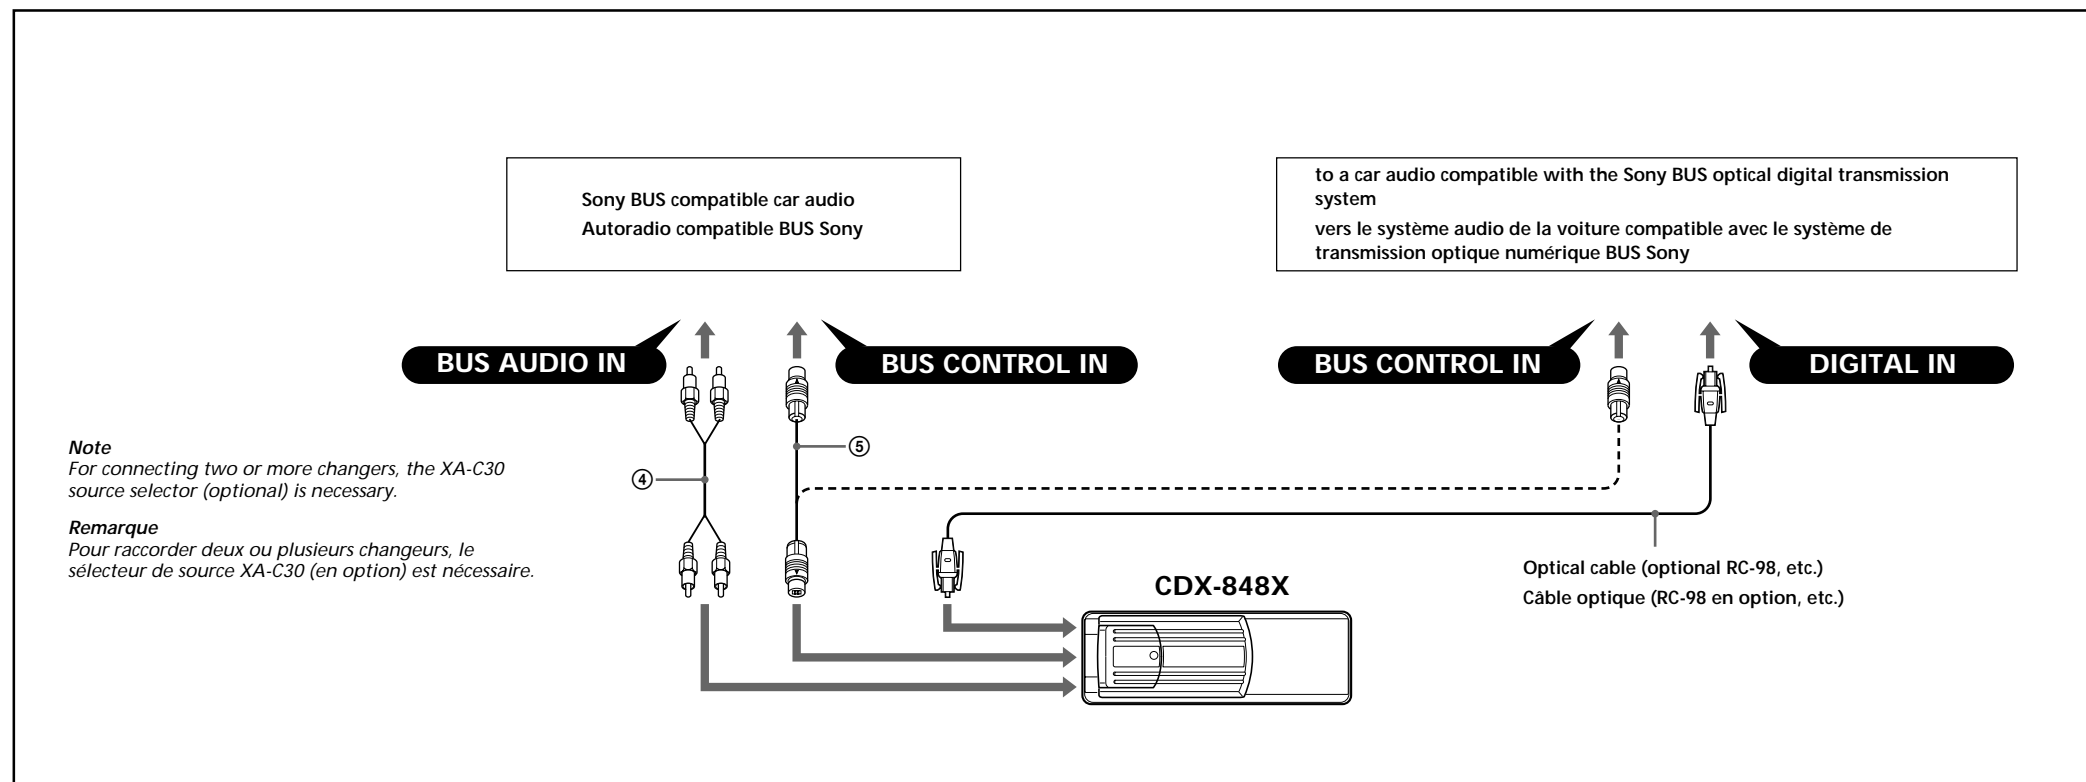 Sony BUS compatible car audio
Autoradio compatible BUS Sony
to a car audio compatible with the Sony BUS optical digital transmission
system
vers le système audio de la voiture compatible avec le système de
transmission optique numérique BUS Sony
BUS AUDIO IN
BUS CONTROL IN
BUS CONTROL IN
DIGITAL IN
Note
For connecting two or more changers, the XA-C30
source selector (optional) is necessary.
Remarque
Pour raccorder deux ou plusieurs changeurs, le
sélecteur de source XA-C30 (en option) est nécessaire.
④
⑤
CDX-848X
Optical cable (optional RC-98, etc.)
Câble optique (RC-98 en option, etc.)